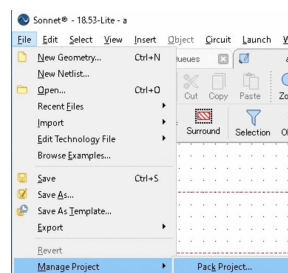 Sonnet® - 18.53-Lite - a
File Edit Select View Insert Object Circuit Launch
New Geometry... Ctrl+N
New Netlist...
Open... Ctrl+O
Recent Files
Import
Edit Technology File
Browse Examples...
Save Ctrl+S
Save As...
Save As Template...
Export
Revert
Manage Project
Pack Project...
ueues
Cut Copy Paste Zo
Surround Selection